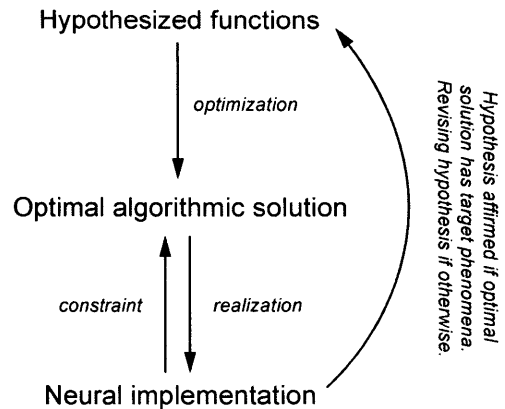 Hypothesized functions
optimization
Optimal algorithmic solution
constraint
realization
Neural implementation
Hypothesis affirmed if optimal
solution has target phenomena.
Revising hypothesis if otherwise.